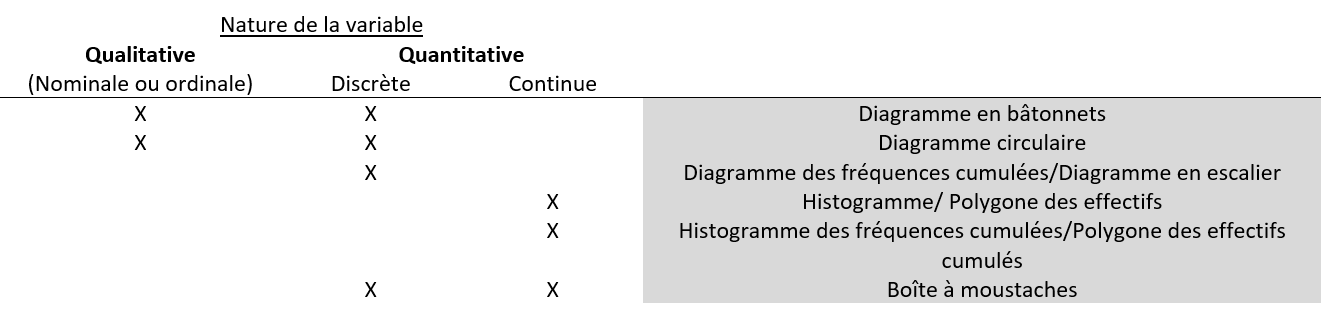 Nature de la variable
Qualitative Quantitative
(Nominale ou ordinale) Discrète Continue
X X Diagramme en bâtonnets
X X Diagramme circulaire
X Diagramme des fréquences cumulées/Diagramme en escalier
X Histogramme/ Polygone des effectifs
X Histogramme des fréquences cumulées/Polygone des effectifs
cumulés
X X Boîte à moustaches